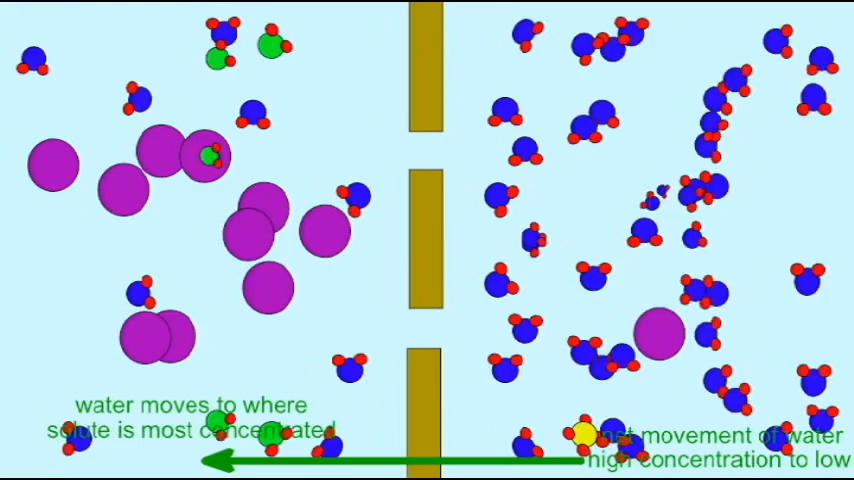 water moves to where
solute is most concentrated
net movement of water
high concentration to low